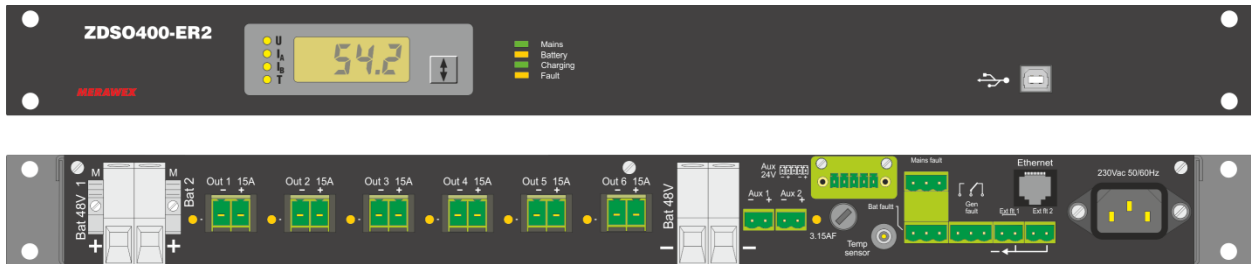 ZDSO400-ER2
U
IA
IB
T
54.2
Mains
Battery
Charging
Fault
MERAWEX
M
Bat 48V 1
+
M
Bat 2
+
Out 1 15A
- +
Out 2 15A
- +
Out 3 15A
- +
Out 4 15A
- +
Out 5 15A
- +
Out 6 15A
- +
Bat 48V
-
-
Aux
24V
- + - +
Aux 1
- +
Aux 2
- +
3.15AF
Temp
sensor
Bat faultt
Mains fault
Gen
fault
Ethernet
Ext flt 1
Ext flt 2
-
230Vac 50/60Hz